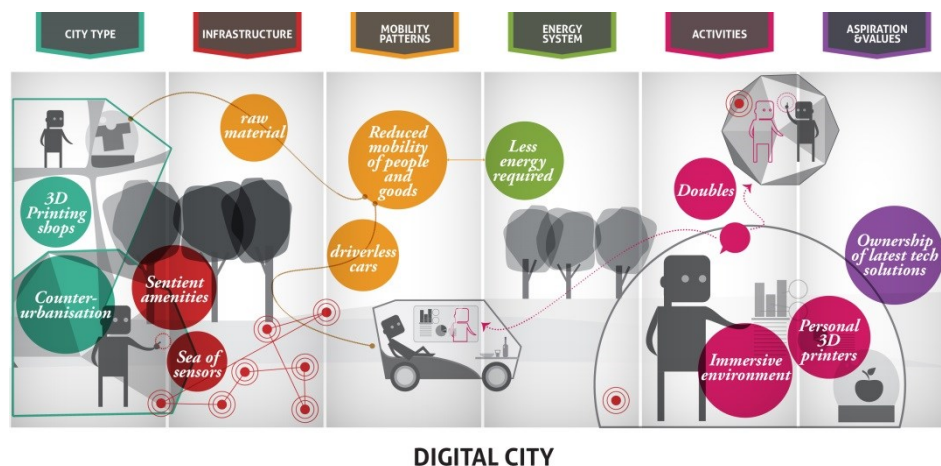 CITY TYPE
INFRASTRUCTURE
MOBILITY
PATTERNS
ENERGY
SYSTEM
ACTIVITIES
ASPIRATION
&VALUES
raw
material
Reduced
mobility
of people
and
goods
Less
energy
required
Doubles
3D
Printing
shops
driverless
cars
Ownership
of latest tech
solutions
Counter-
urbanisation
Sentient
amenities
Sea of
sensors
Immersive
environment
Personal
3D
printers
DIGITAL CITY